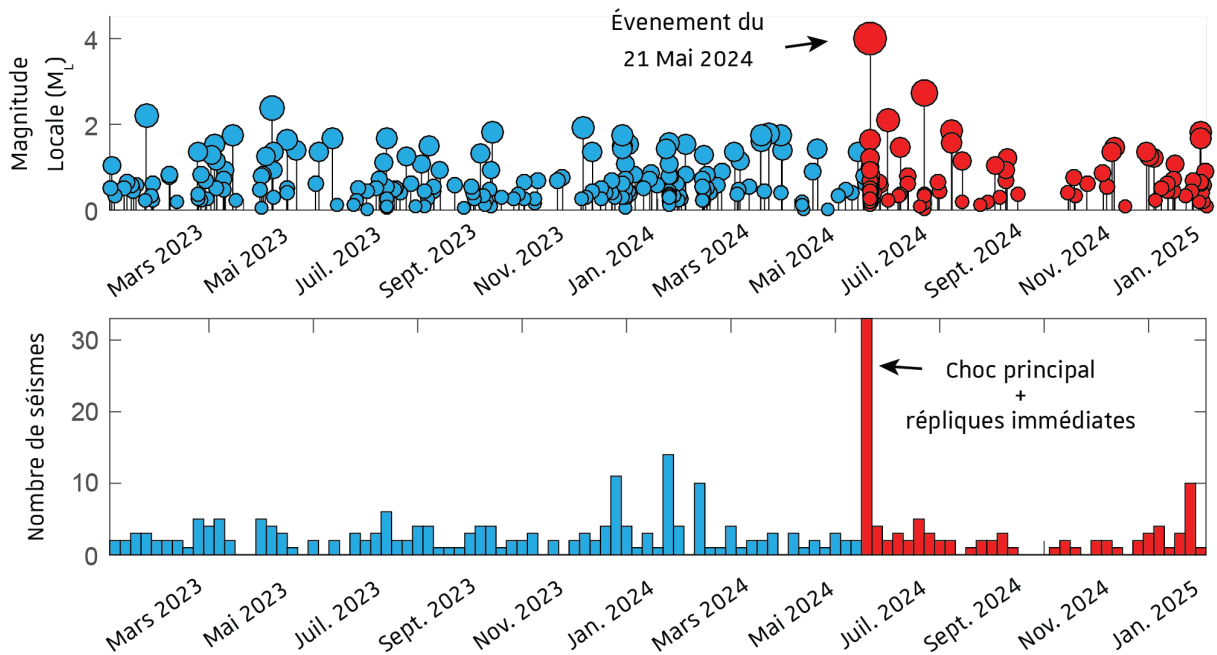 Évenement du
21 Mai 2024
Magnitude
Locale (ML)
4
2
0
Mars 2023
Mai 2023
Juil. 2023
Sept. 2023
Nov. 2023
Jan. 2024
Mars 2024
Mai 2024
Juil. 2024
Sept. 2024
Nov. 2024
Jan. 2025
Nombre de séismes
30
20
10
0
Choc principal
+
répliques immédiates
Mars 2023
Mai 2023
Juil. 2023
Sept. 2023
Nov. 2023
Jan. 2024
Mars 2024
Mai 2024
Juil. 2024
Sept. 2024
Nov. 2024
Jan. 2025